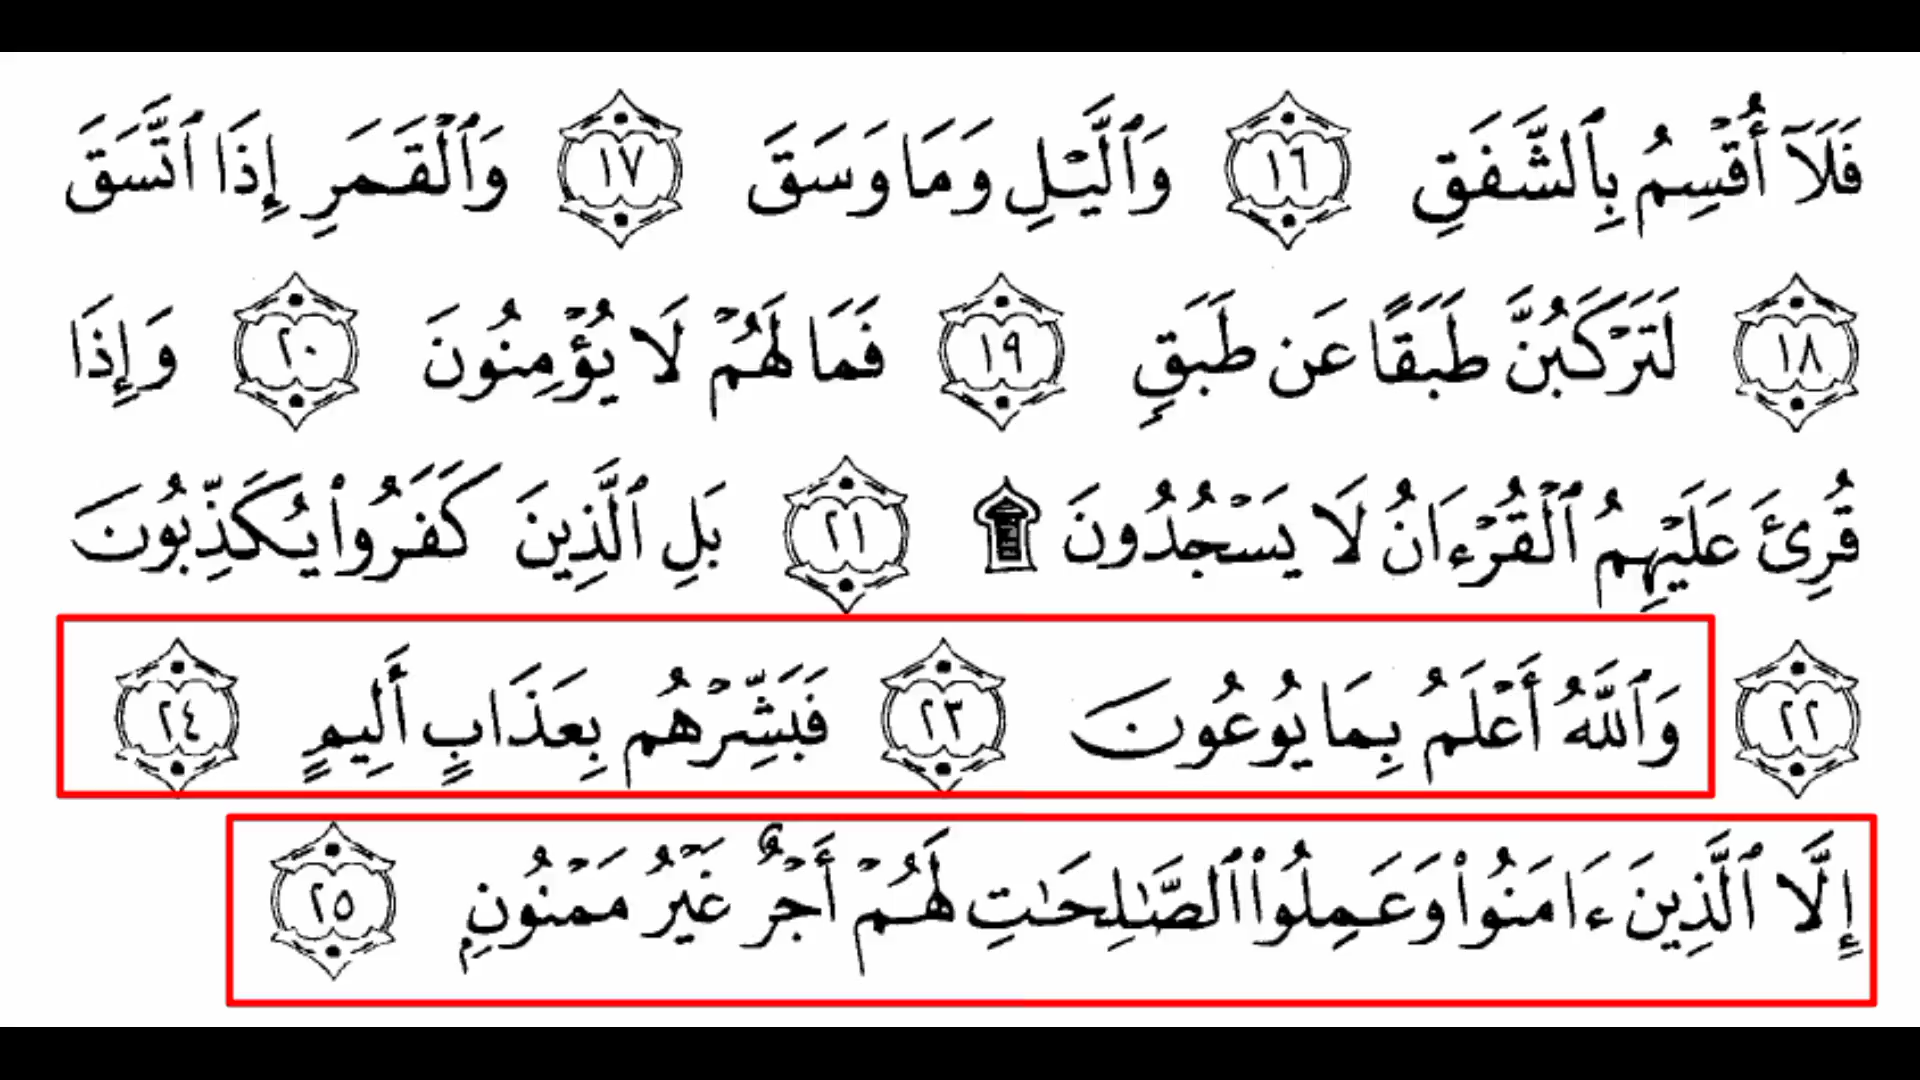 فَلَآ أُقۡسِمُ بِٱلشَّفَقِ ١٦ وَٱلَّيۡلِ وَمَا وَسَقَ ١٧ وَٱلۡقَمَرِ إِذَا ٱتَّسَقَ
١٨ لَتَرۡكَبُنَّ طَبَقًا عَن طَبَقٖ ١٩ فَمَا لَهُمۡ لَا يُؤۡمِنُونَ ٢٠ وَإِذَا
قُرِئَ عَلَيۡهِمُ ٱلۡقُرۡءَانُ لَا يَسۡجُدُونَ ۩ ٢١ بَلِ ٱلَّذِينَ كَفَرُواْ يُكَذِّبُونَ
٢٢ وَٱللَّهُ أَعۡلَمُ بِمَا يُوعُونَ ٢٣ فَبَشِّرۡهُم بِعَذَابٍ أَلِيمٍ ٢٤
إِلَّا ٱلَّذِينَ ءَامَنُواْ وَعَمِلُواْ ٱلصَّٰلِحَٰتِ لَهُمۡ أَجۡرٌ غَيۡرُ مَمۡنُونِۭ ٢٥